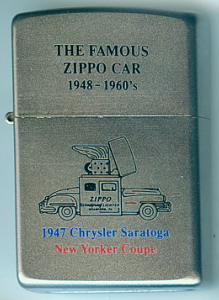 THE FAMOUS
ZIPPO CAR
1948-1960's
ZIPPO
1947 Chrysler Saratoga
New Yorker Coupe